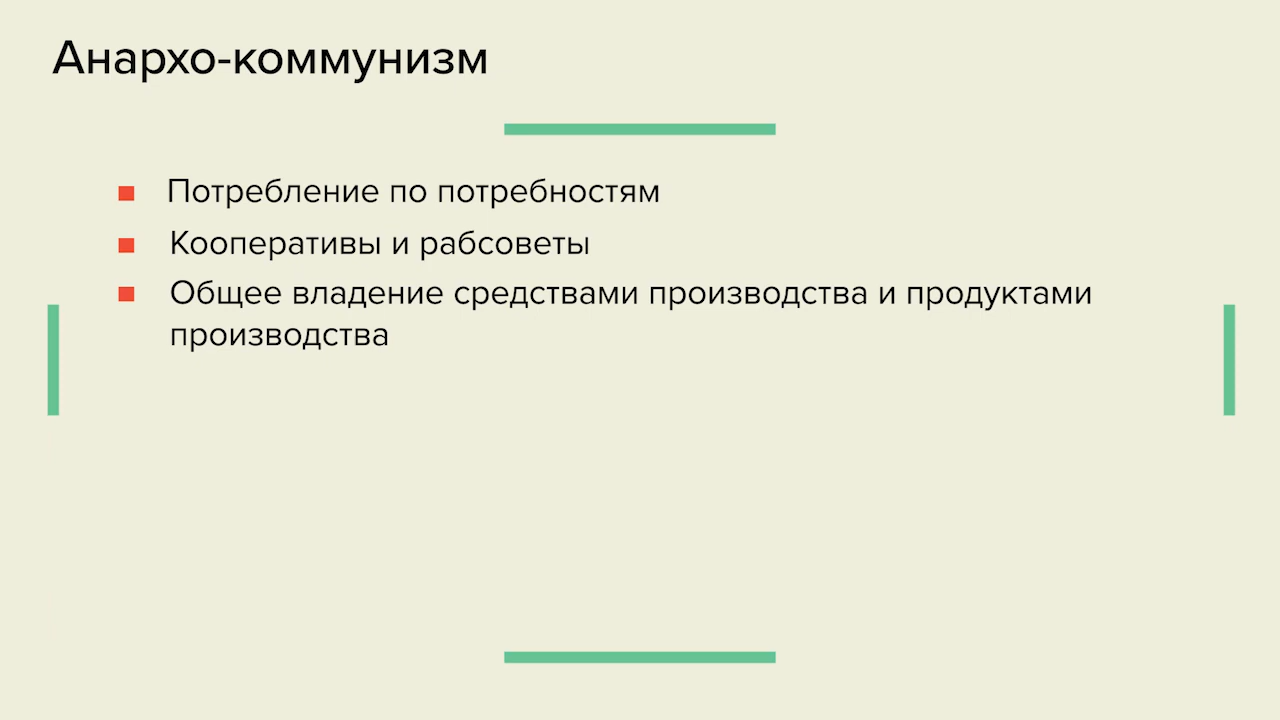 Анархо-коммунизм
Потребление по потребностям
Кооперативы и рабсоветы
Общее владение средствами производства и продуктами
производства